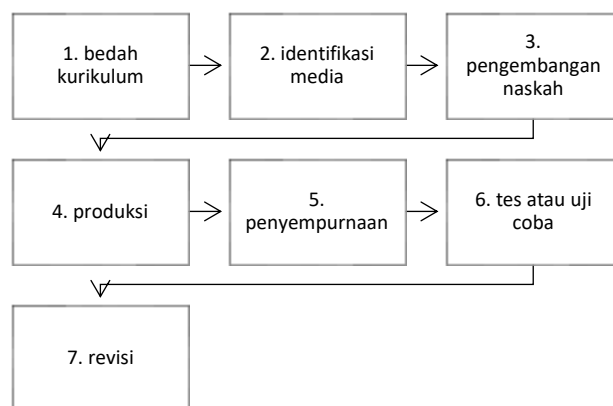 1. bedah
kurikulum
2. identifikasi
media
3.
pengembangan
naskah
4. produksi
5.
penyempurnaan
6. tes atau uji
coba
7. revisi